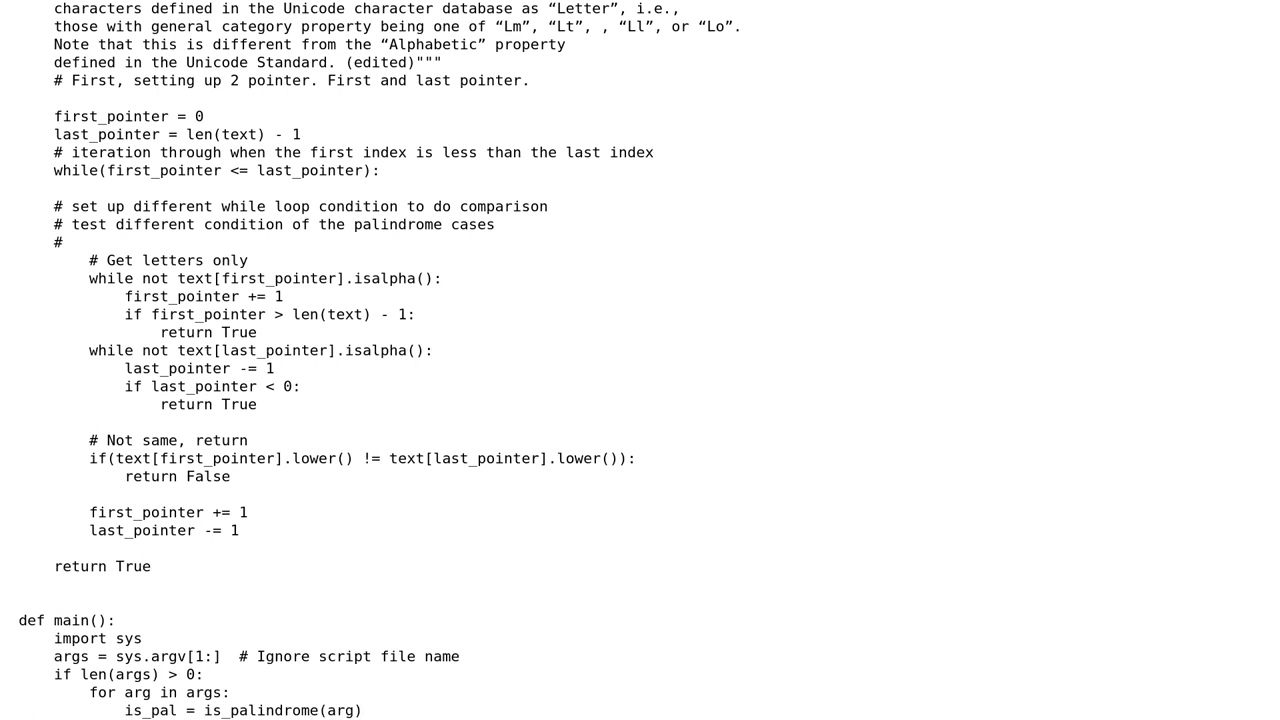 characters defined in the Unicode character database as “Letter”, i.e.,
those with general category property being one of “Lm”, “Lt”, , “Ll”, or “Lo”.
Note that this is different from the “Alphabetic” property
defined in the Unicode Standard. (edited)"""
# First, setting up 2 pointer. First and last pointer.
first_pointer = 0
last_pointer = len(text) - 1
# iteration through when the first index is less than the last index
while(first_pointer <= last_pointer):
# set up different while loop condition to do comparison
# test different condition of the palindrome cases
#
# Get letters only
while not text[first_pointer].isalpha():
first_pointer += 1
if first_pointer > len(text) - 1:
return True
while not text[last_pointer].isalpha():
last_pointer -= 1
if last_pointer < 0:
return True
# Not same, return
if(text[first_pointer].lower() != text[last_pointer].lower()):
return False
first_pointer += 1
last_pointer -= 1
return True
def main():
import sys
args = sys.argv[1:]  # Ignore script file name
if len(args) > 0:
for arg in args:
is_pal = is_palindrome(arg)